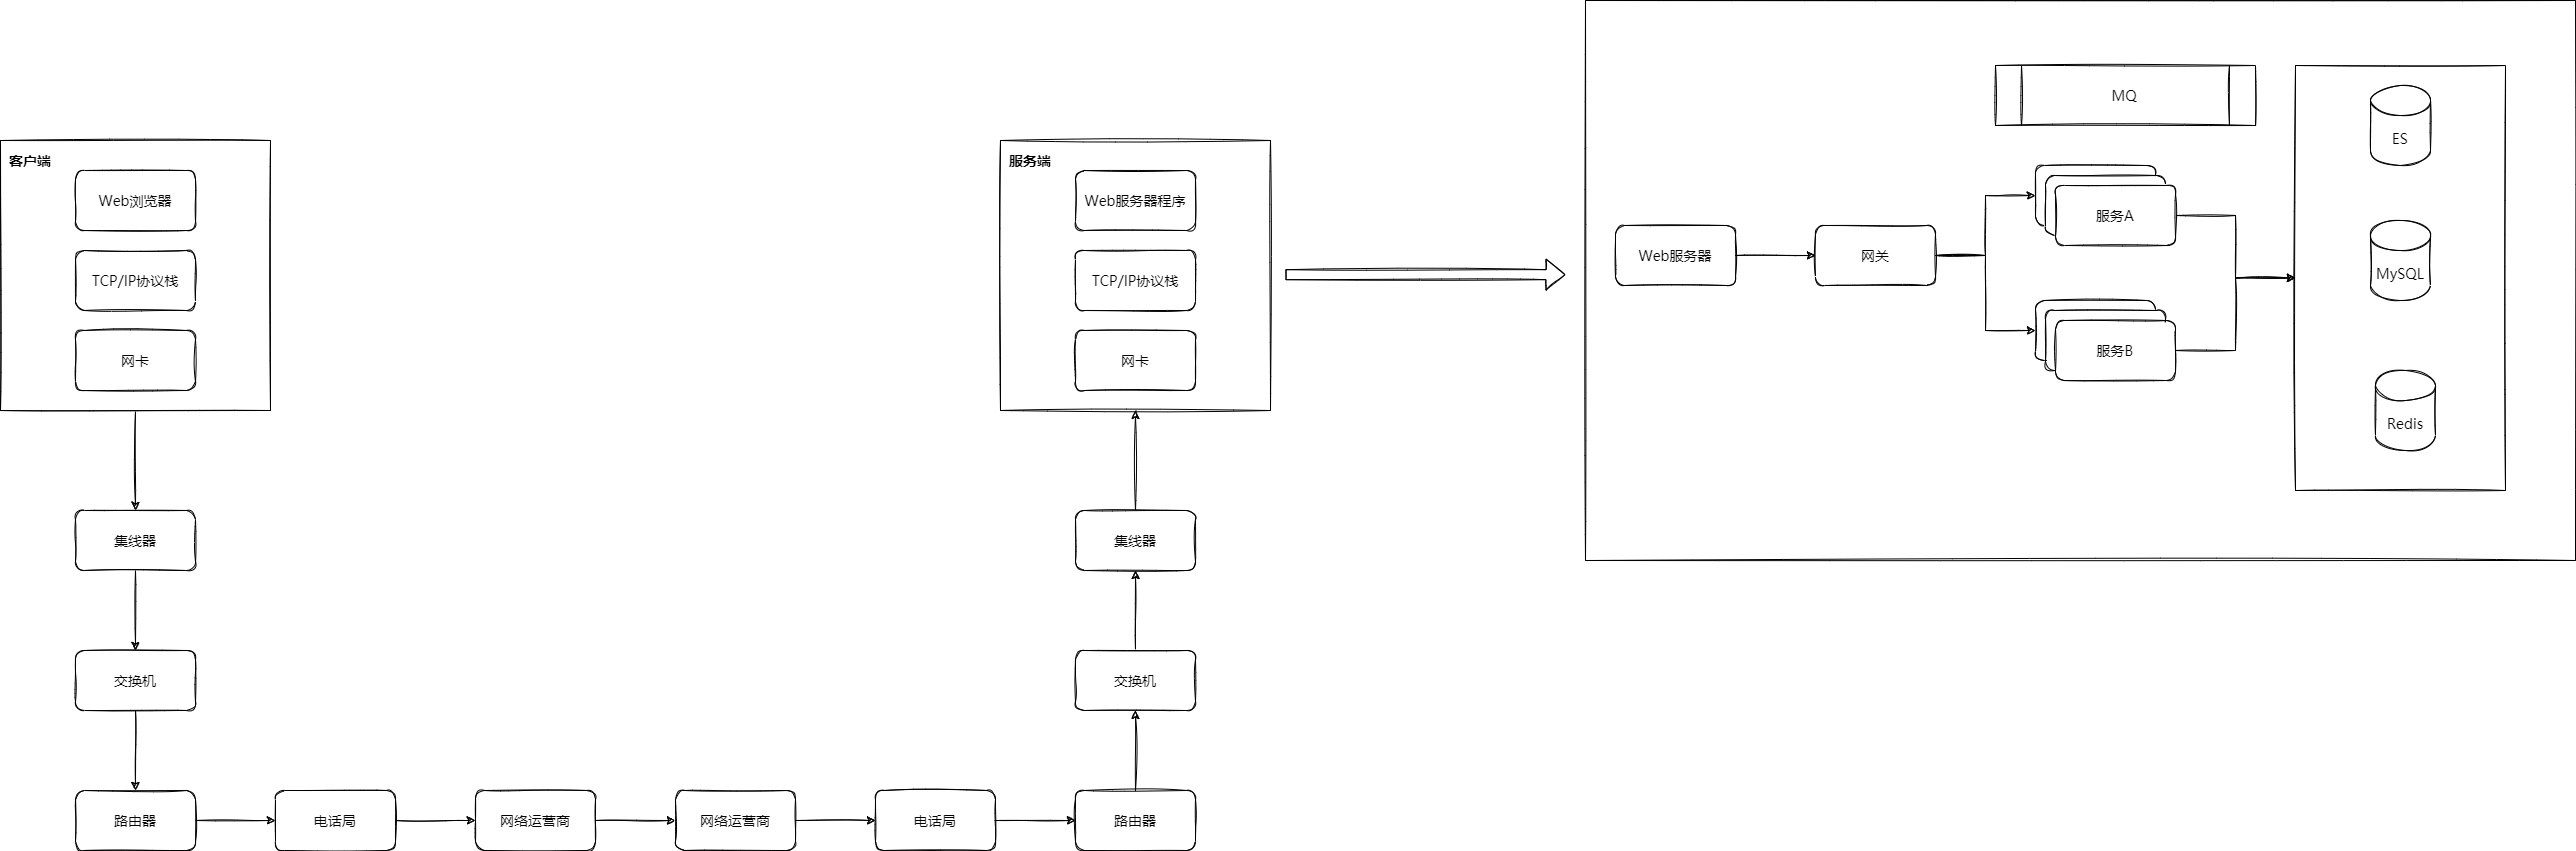 客户端
Web浏览器
TCP/IP协议栈
网卡
集线器
交换机
路由器
电话局
网络运营商
网络运营商
电话局
路由器
交换机
集线器
服务端
Web服务器程序
TCP/IP协议栈
网卡
Web服务器
网关
MQ
服务A
服务B
ES
MySQL
Redis